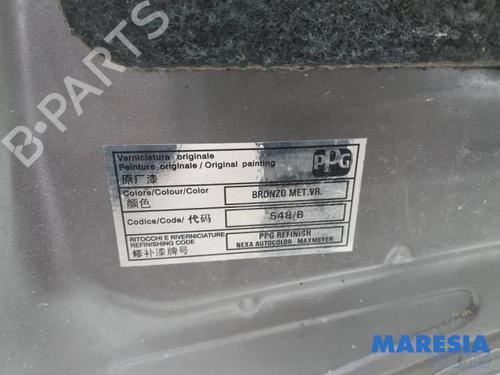 B-PARTS
Verniciatura originale
Peinture originale / Original painting
原厂漆
PPG
Colore/Colour/Color
颜色
BRONZO MET.VR.
Codice/Code/ 代码
548/B
RITOCCHI E RIVERNICIATURE
REFINISHING CODE
修补漆牌号
PPG REFINISH
NEXA AUTOCOLOR - MAXMEYER
MARESIA